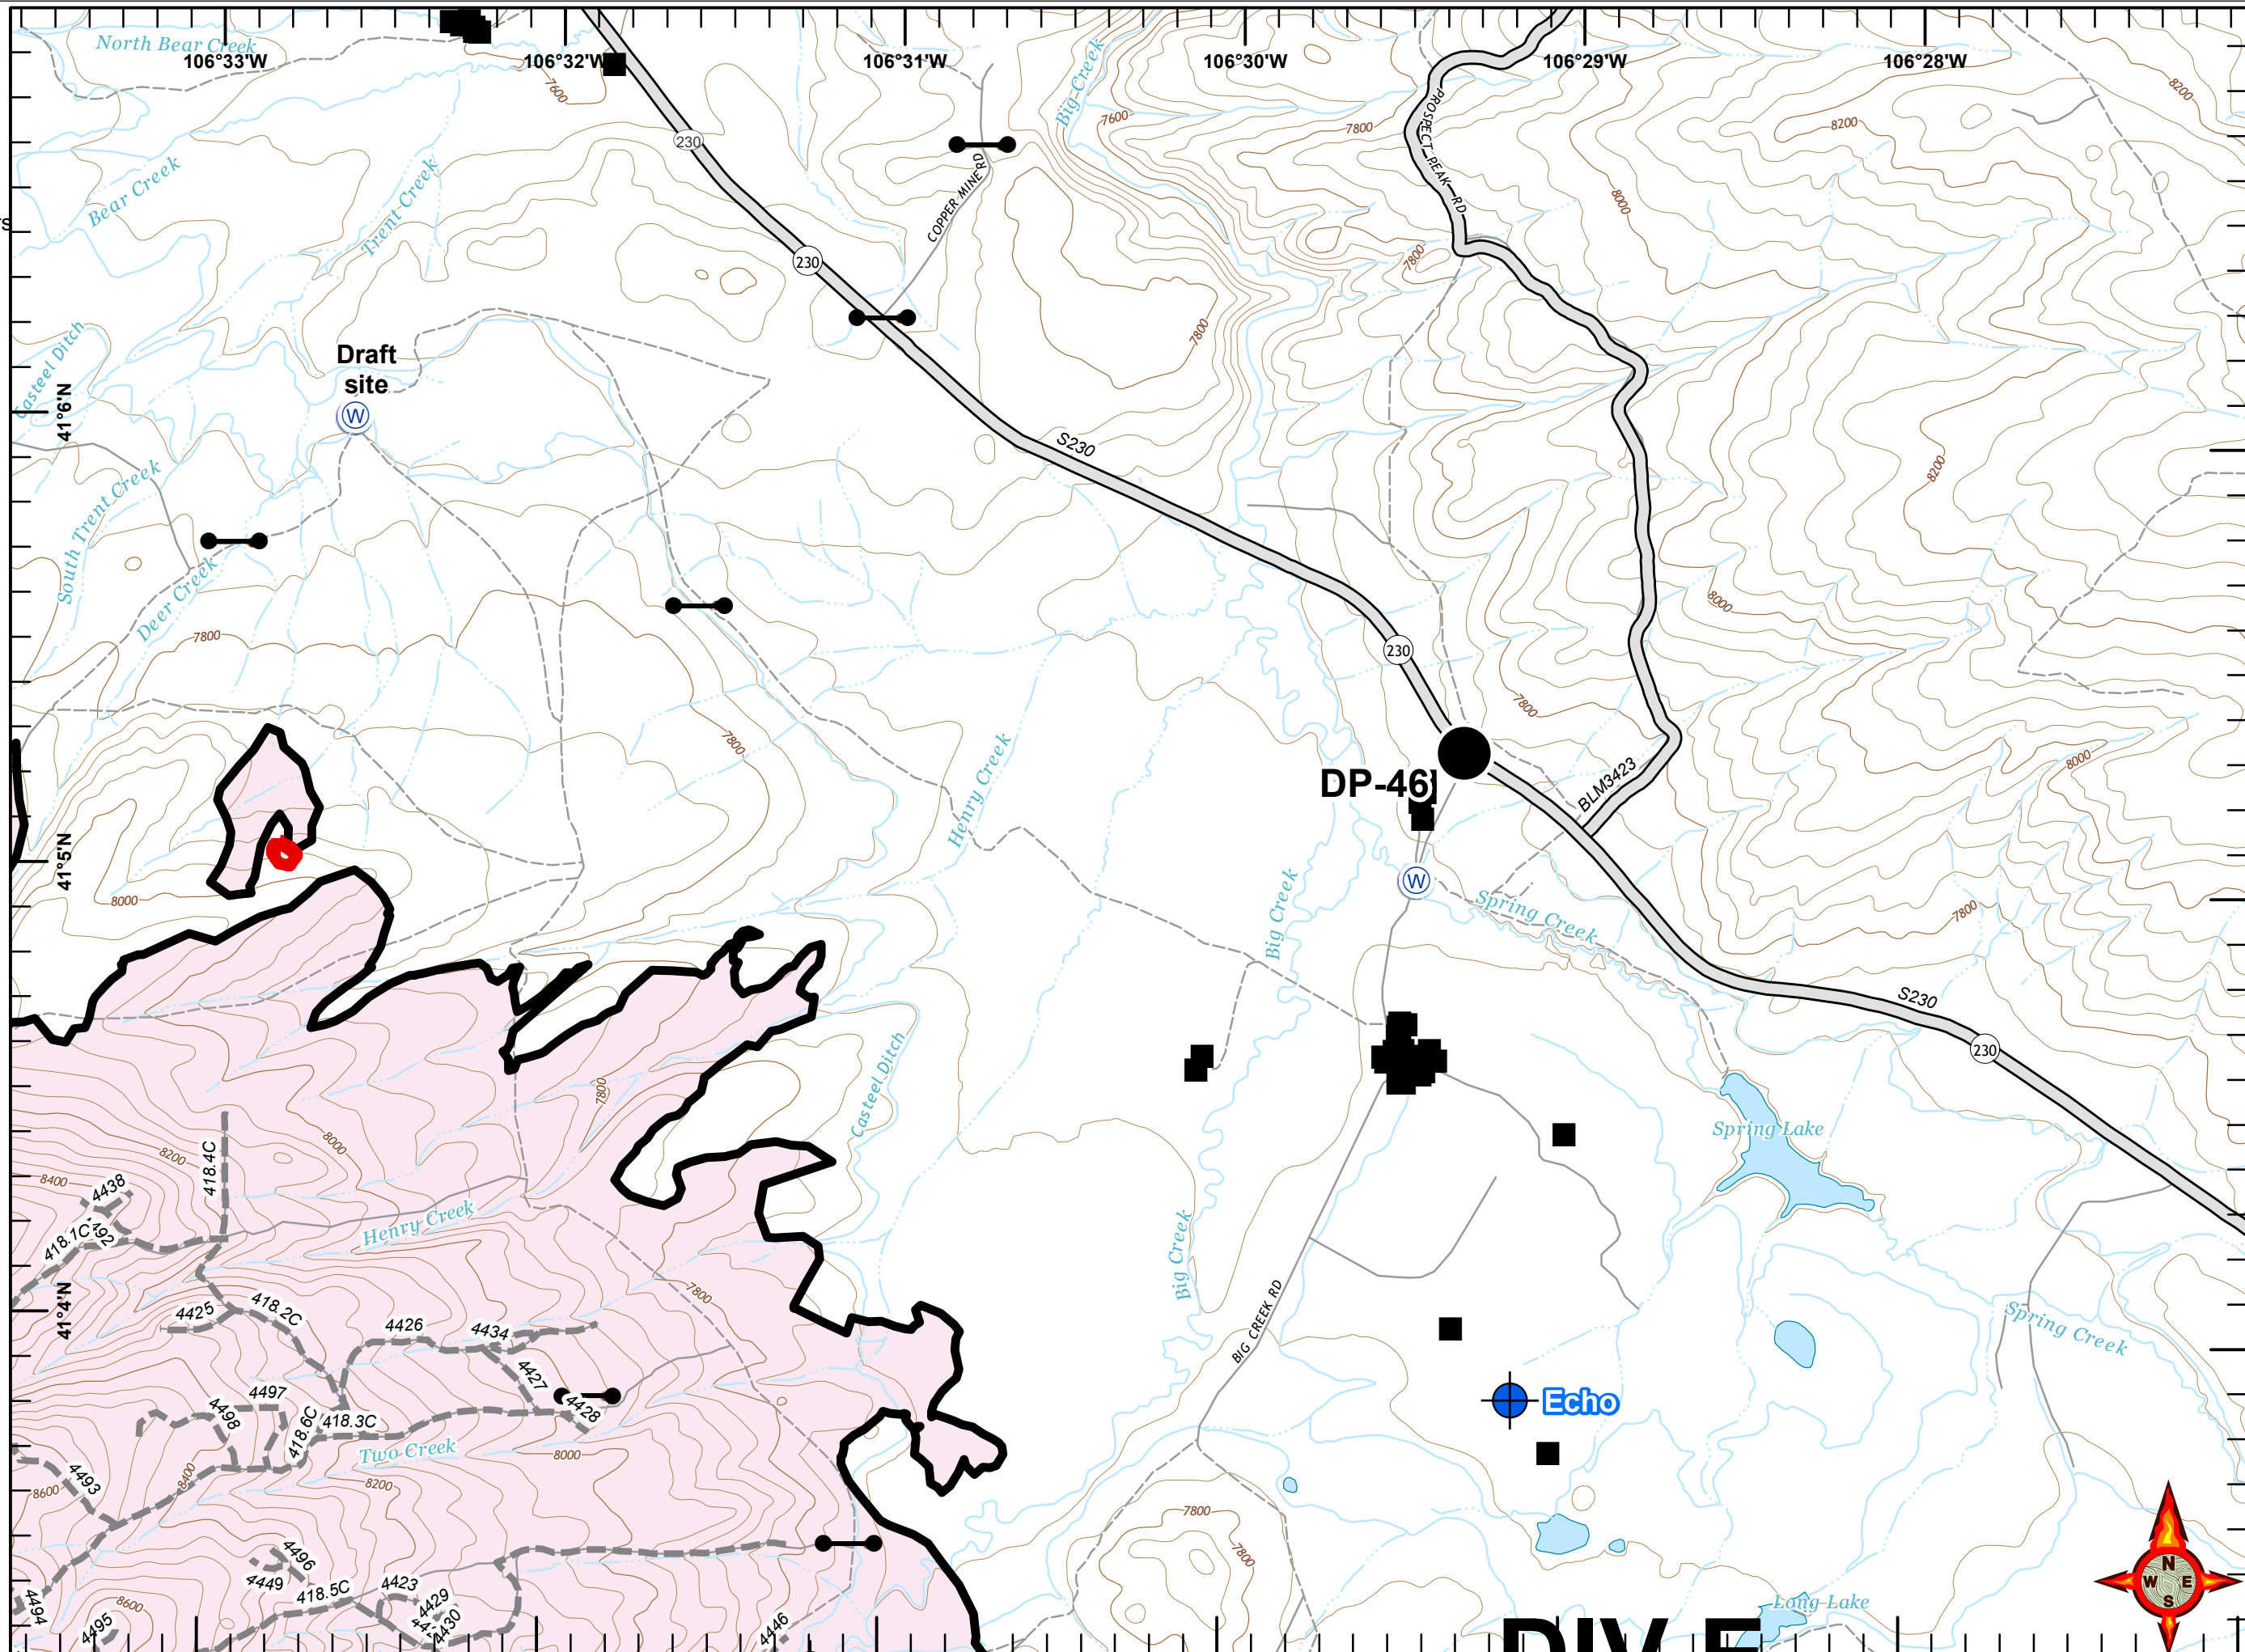 North Bear Creek
106°33'W
106°32'W
106°31'W
106°30'W
106°29'W
106°28'W
7600
Big Creek
7600
7800
8200
8200
230
PROSPECT PEAK RD
Bear Creek
Trent Creek
COPPER MINE RD
8000
230
7800
7800
Casteel Ditch
Draft
site
W
41°6'N
S230
8200
South Trent Creek
Deer Creek
7800
8000
230
7800
7800
Henry Creek
8000
DP-46
BLM3423
41°5'N
8000
W
Big Creek
Spring Creek
7800
S230
230
7800
Casteel Ditch
8000
8200
418.4C
Spring Lake
8400
4438
418.1C
Henry Creek
Big Creek
7800
41°4'N
4425
418.2C
4426
4434
BIG CREEK RD
Spring Creek
4427
4497
4498
418.6C
418.3C
4428
Echo
Two Creek
8000
8400
8200
4493
8600
7800
7800
4496
4449
418.5C
4423
4429
4430
4494
8600
4495
4446
Long Lake
N
W E
S
DIV E